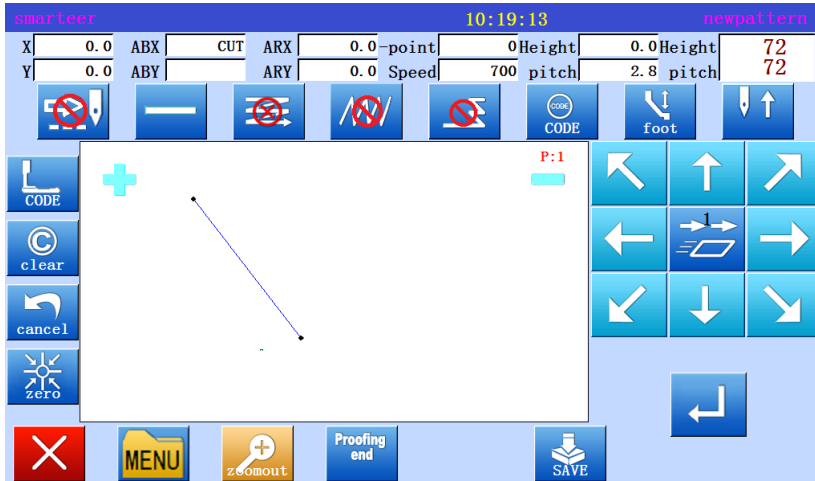 smarteer 10:19:13 newpattern
X 0.0 ABX CUT ARX 0.0 -point 0 Height 0.0 Height 72
Y 0.0 ABY ARY 0.0 Speed 700 pitch 2.8 pitch 72
CODE
CODE foot
P:1
CODE
1
clear
cancel
zero
MENU zoomout Proofing
end
SAVE